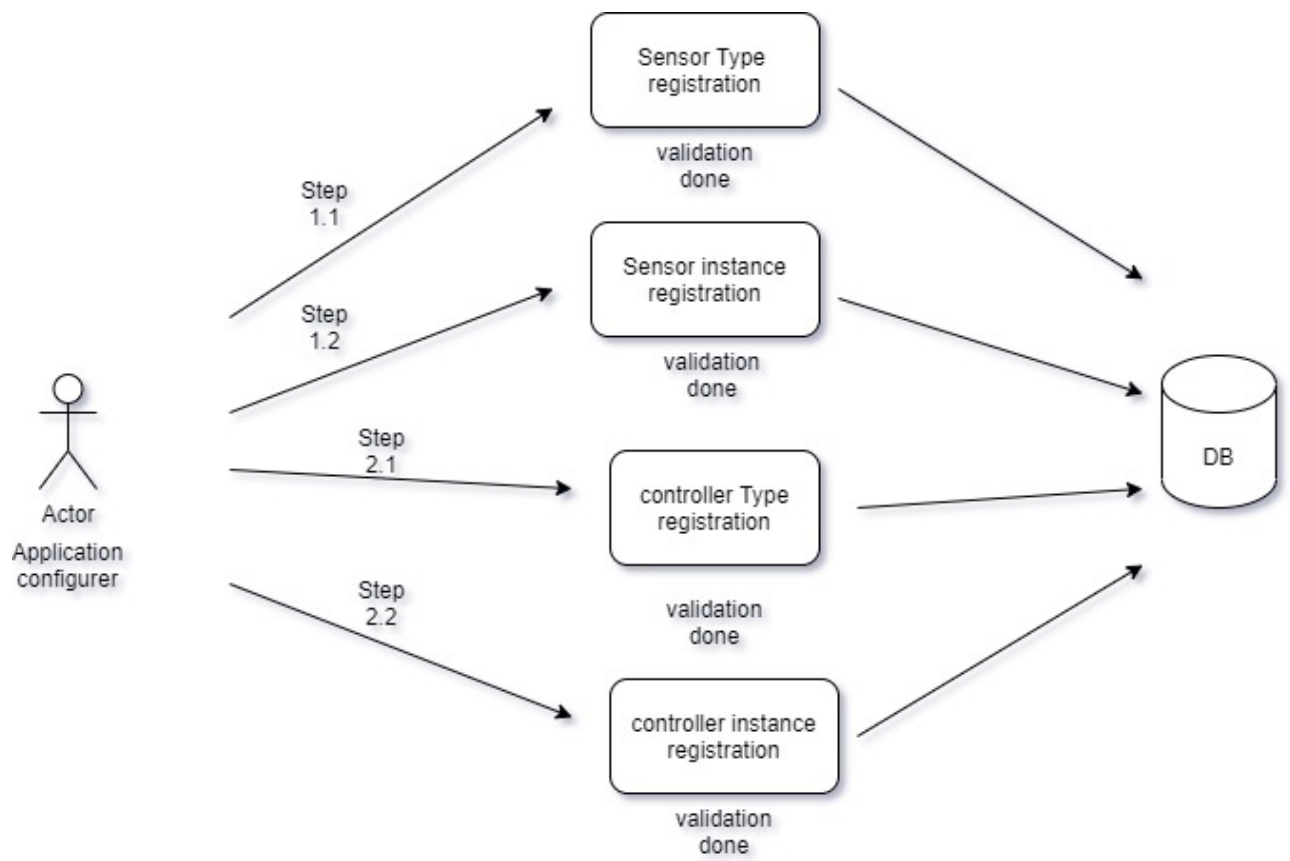 Sensor Type
registration
validation
done
Step
1.1
Sensor instance
registration
Step
1.2
validation
done
Step
2.1
controller Type
registration
DB
Actor
Application
configurer
Step
2.2
validation
done
controller instance
registration
validation
done